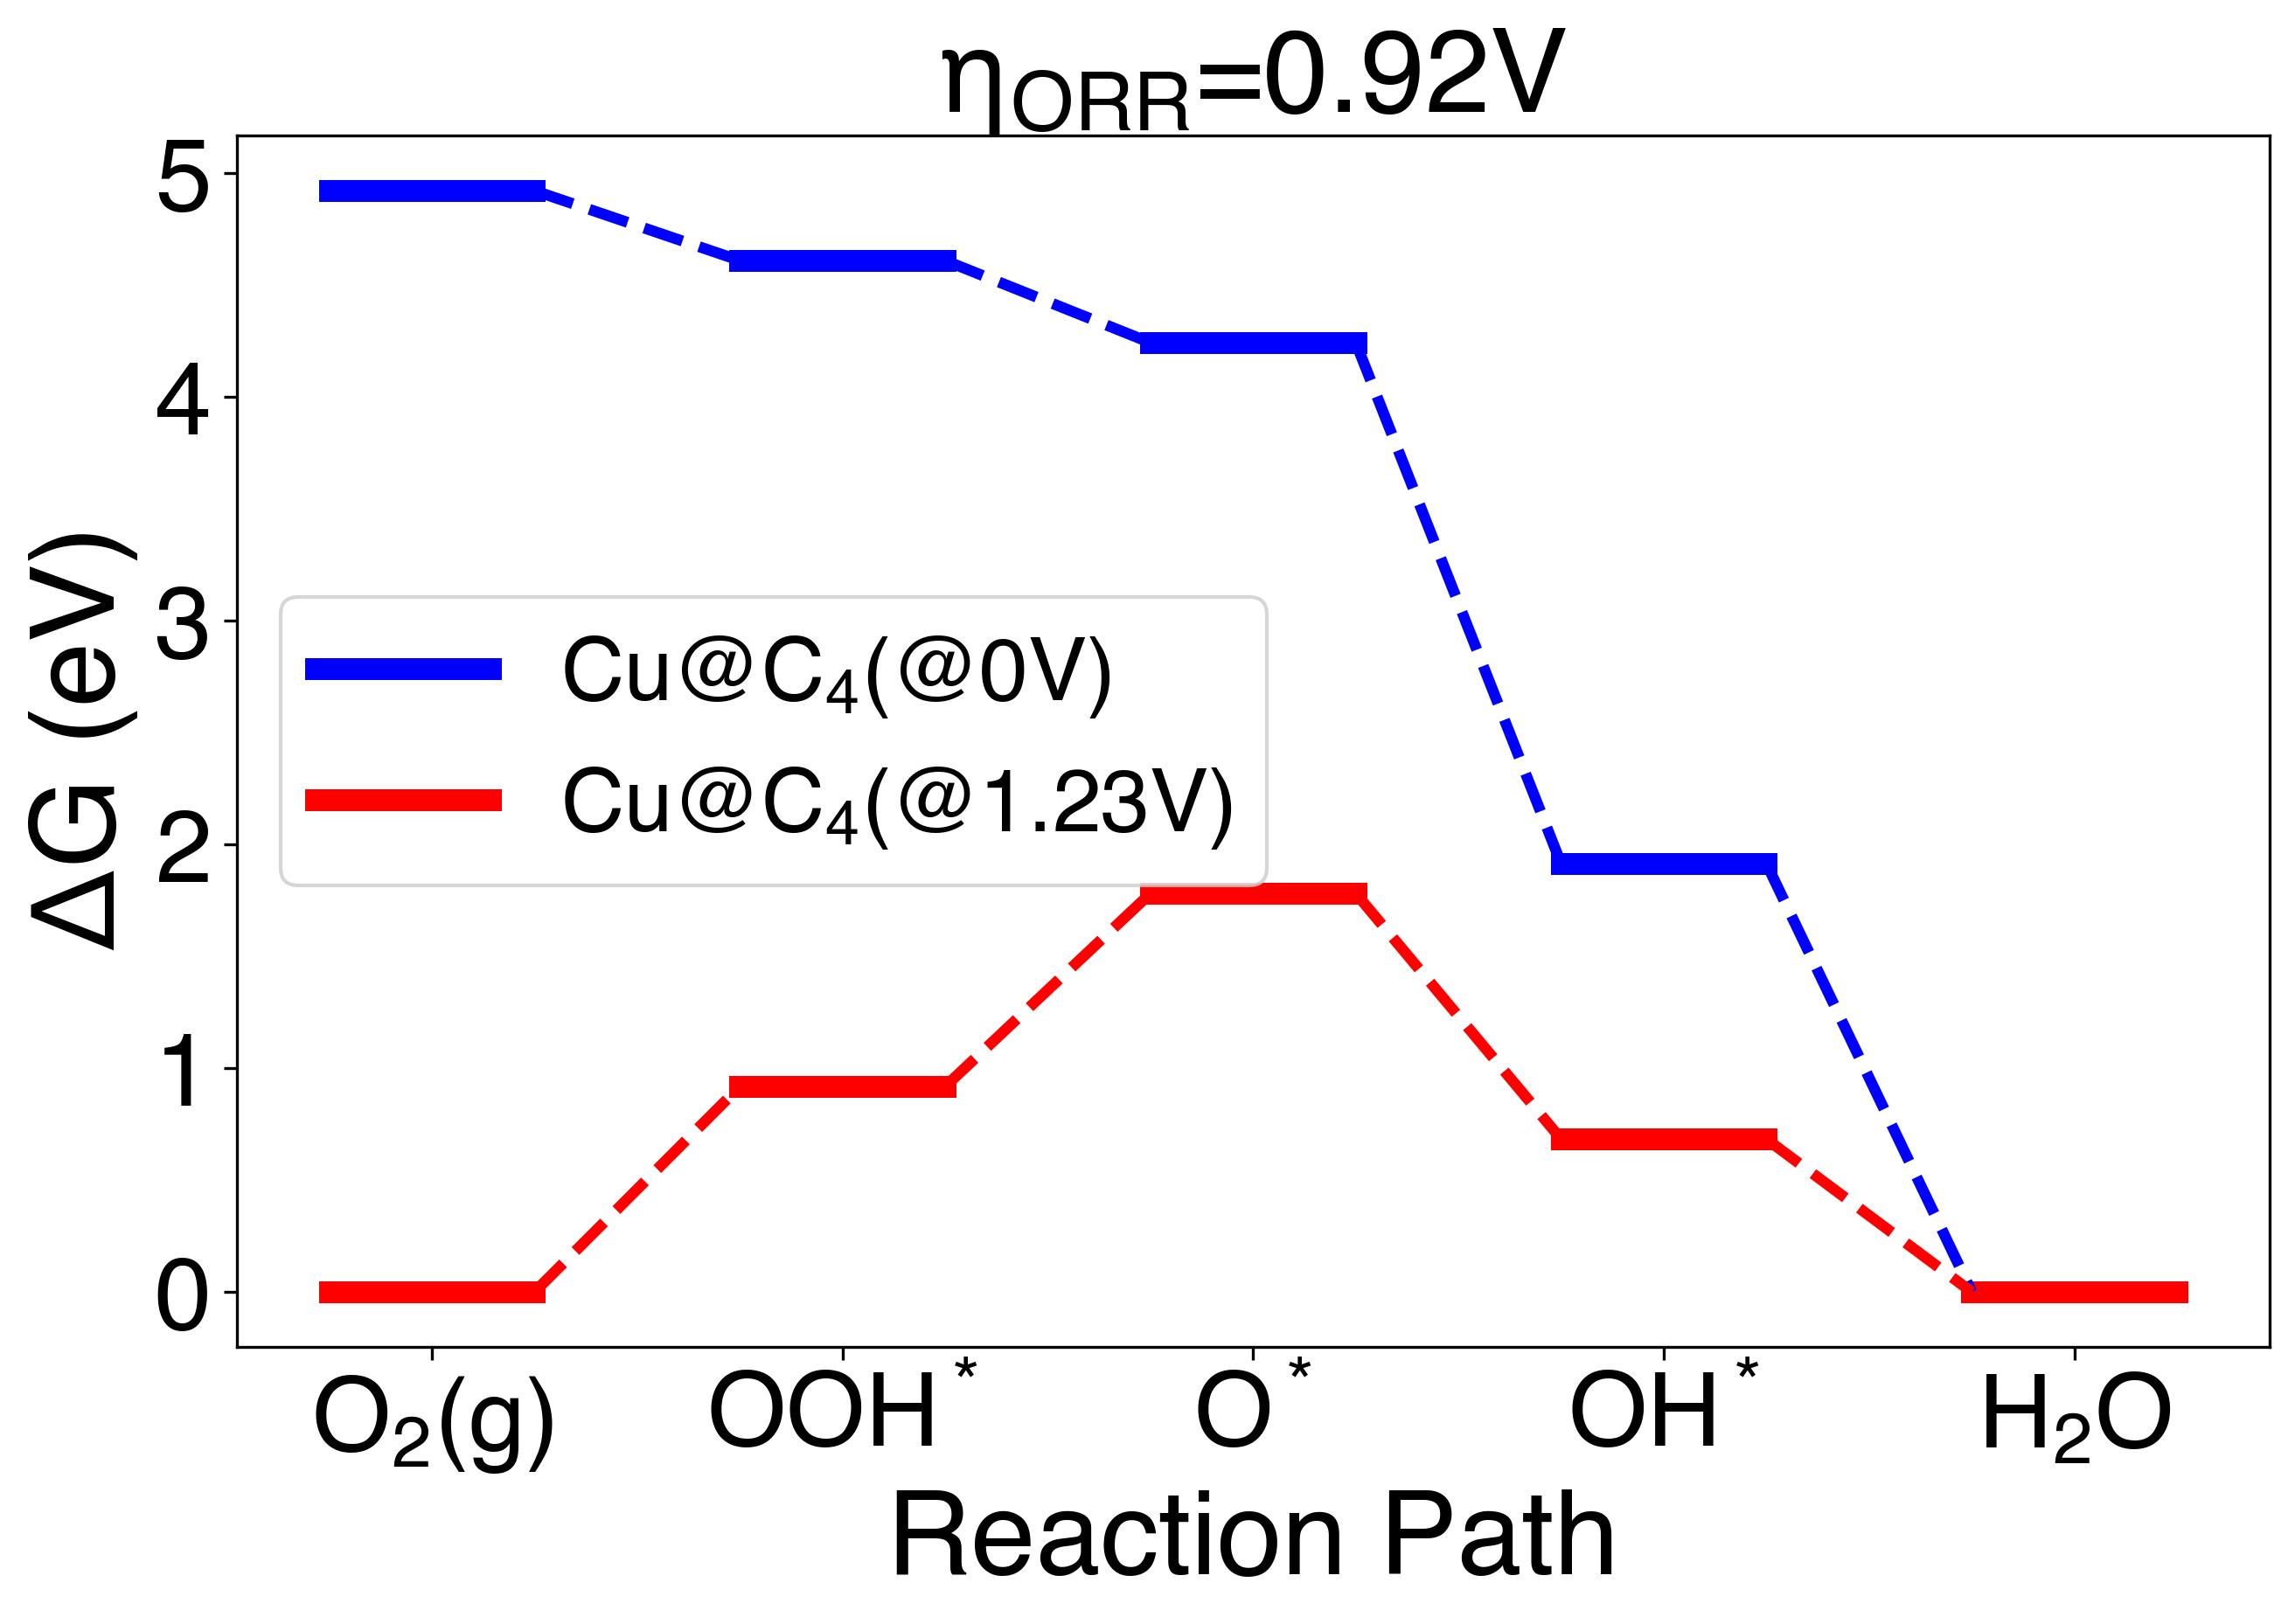 η_ORR=0.92V
ΔG (eV)
5
4
3
2
1
0
Cu@C₄(@0V)
Cu@C₄(@1.23V)
O₂(g) OOH* O* OH* H₂O
Reaction Path